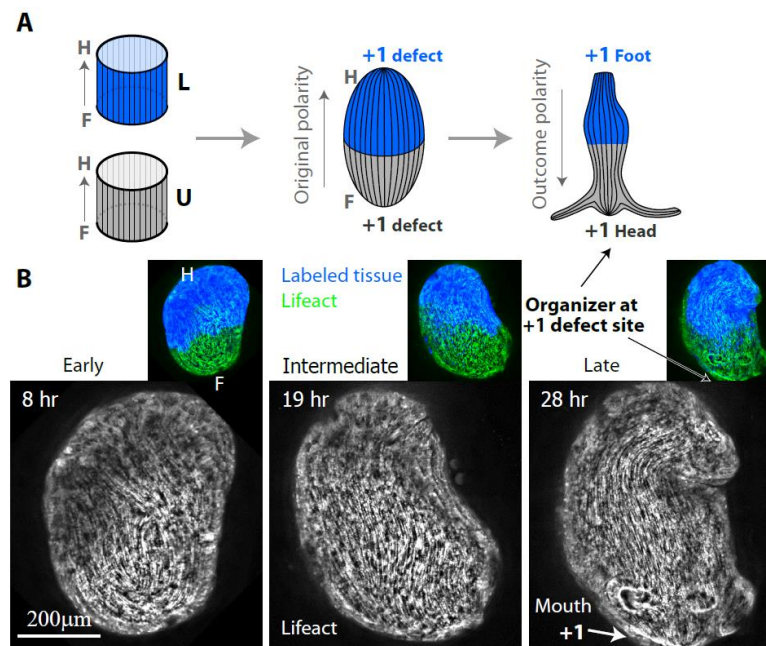 A
H
F
L
H
F
U
+1 defect
H
Original polarity
F
+1 defect
+1 Foot
Outcome polarity
+1 Head
B
H
F
Early
Labeled tissue
Lifeact
Intermediate
Organizer at
+1 defect site
Late
8 hr
200μm
19 hr
Lifeact
28 hr
Mouth
+1